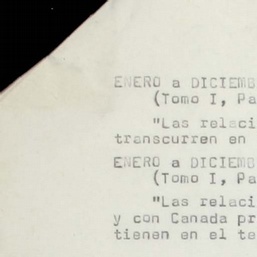 ENERO a DICIEMB
(Tomo I, Pa
"Las relaci
transcurren en
ENERO a DICIEMB
(Tomo I, Pa
"Las relaci
y con Canada pr
tienen en el te